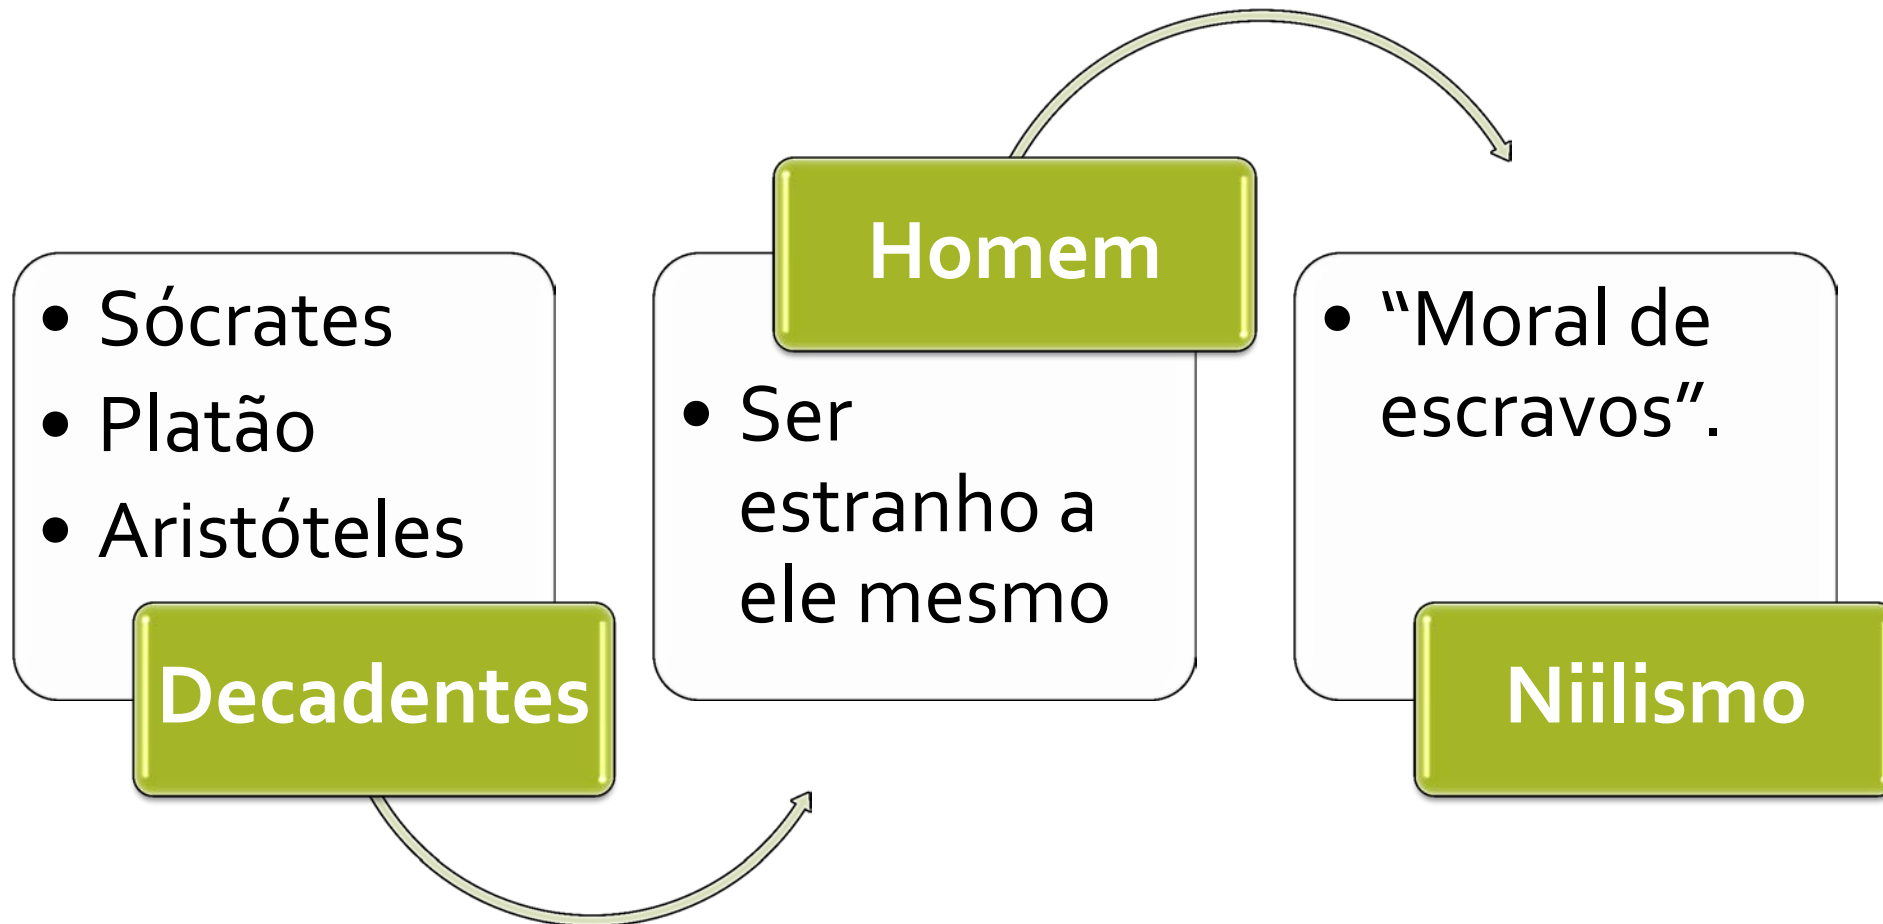 • Sócrates
• Platão
• Aristóteles
Decadentes
Homem
• Ser
estranho a
ele mesmo
• “Moral de
escravos”.
Niilismo